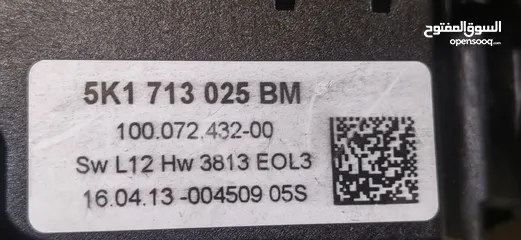 السوق المفتوح
opensooq.com
5K1 713 025 BM
100.072.432-00
Sw L12 Hw 3813 EOL3
16.04.13 -004509 05S